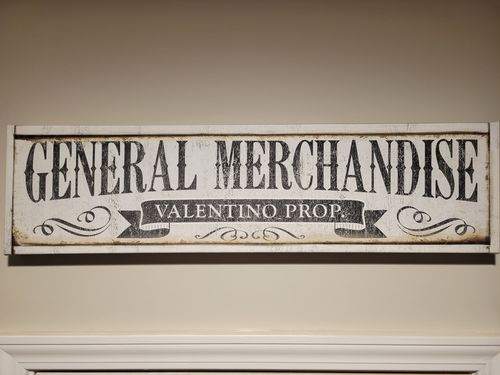 GENERAL MERCHANDISE
VALENTINO PROP.